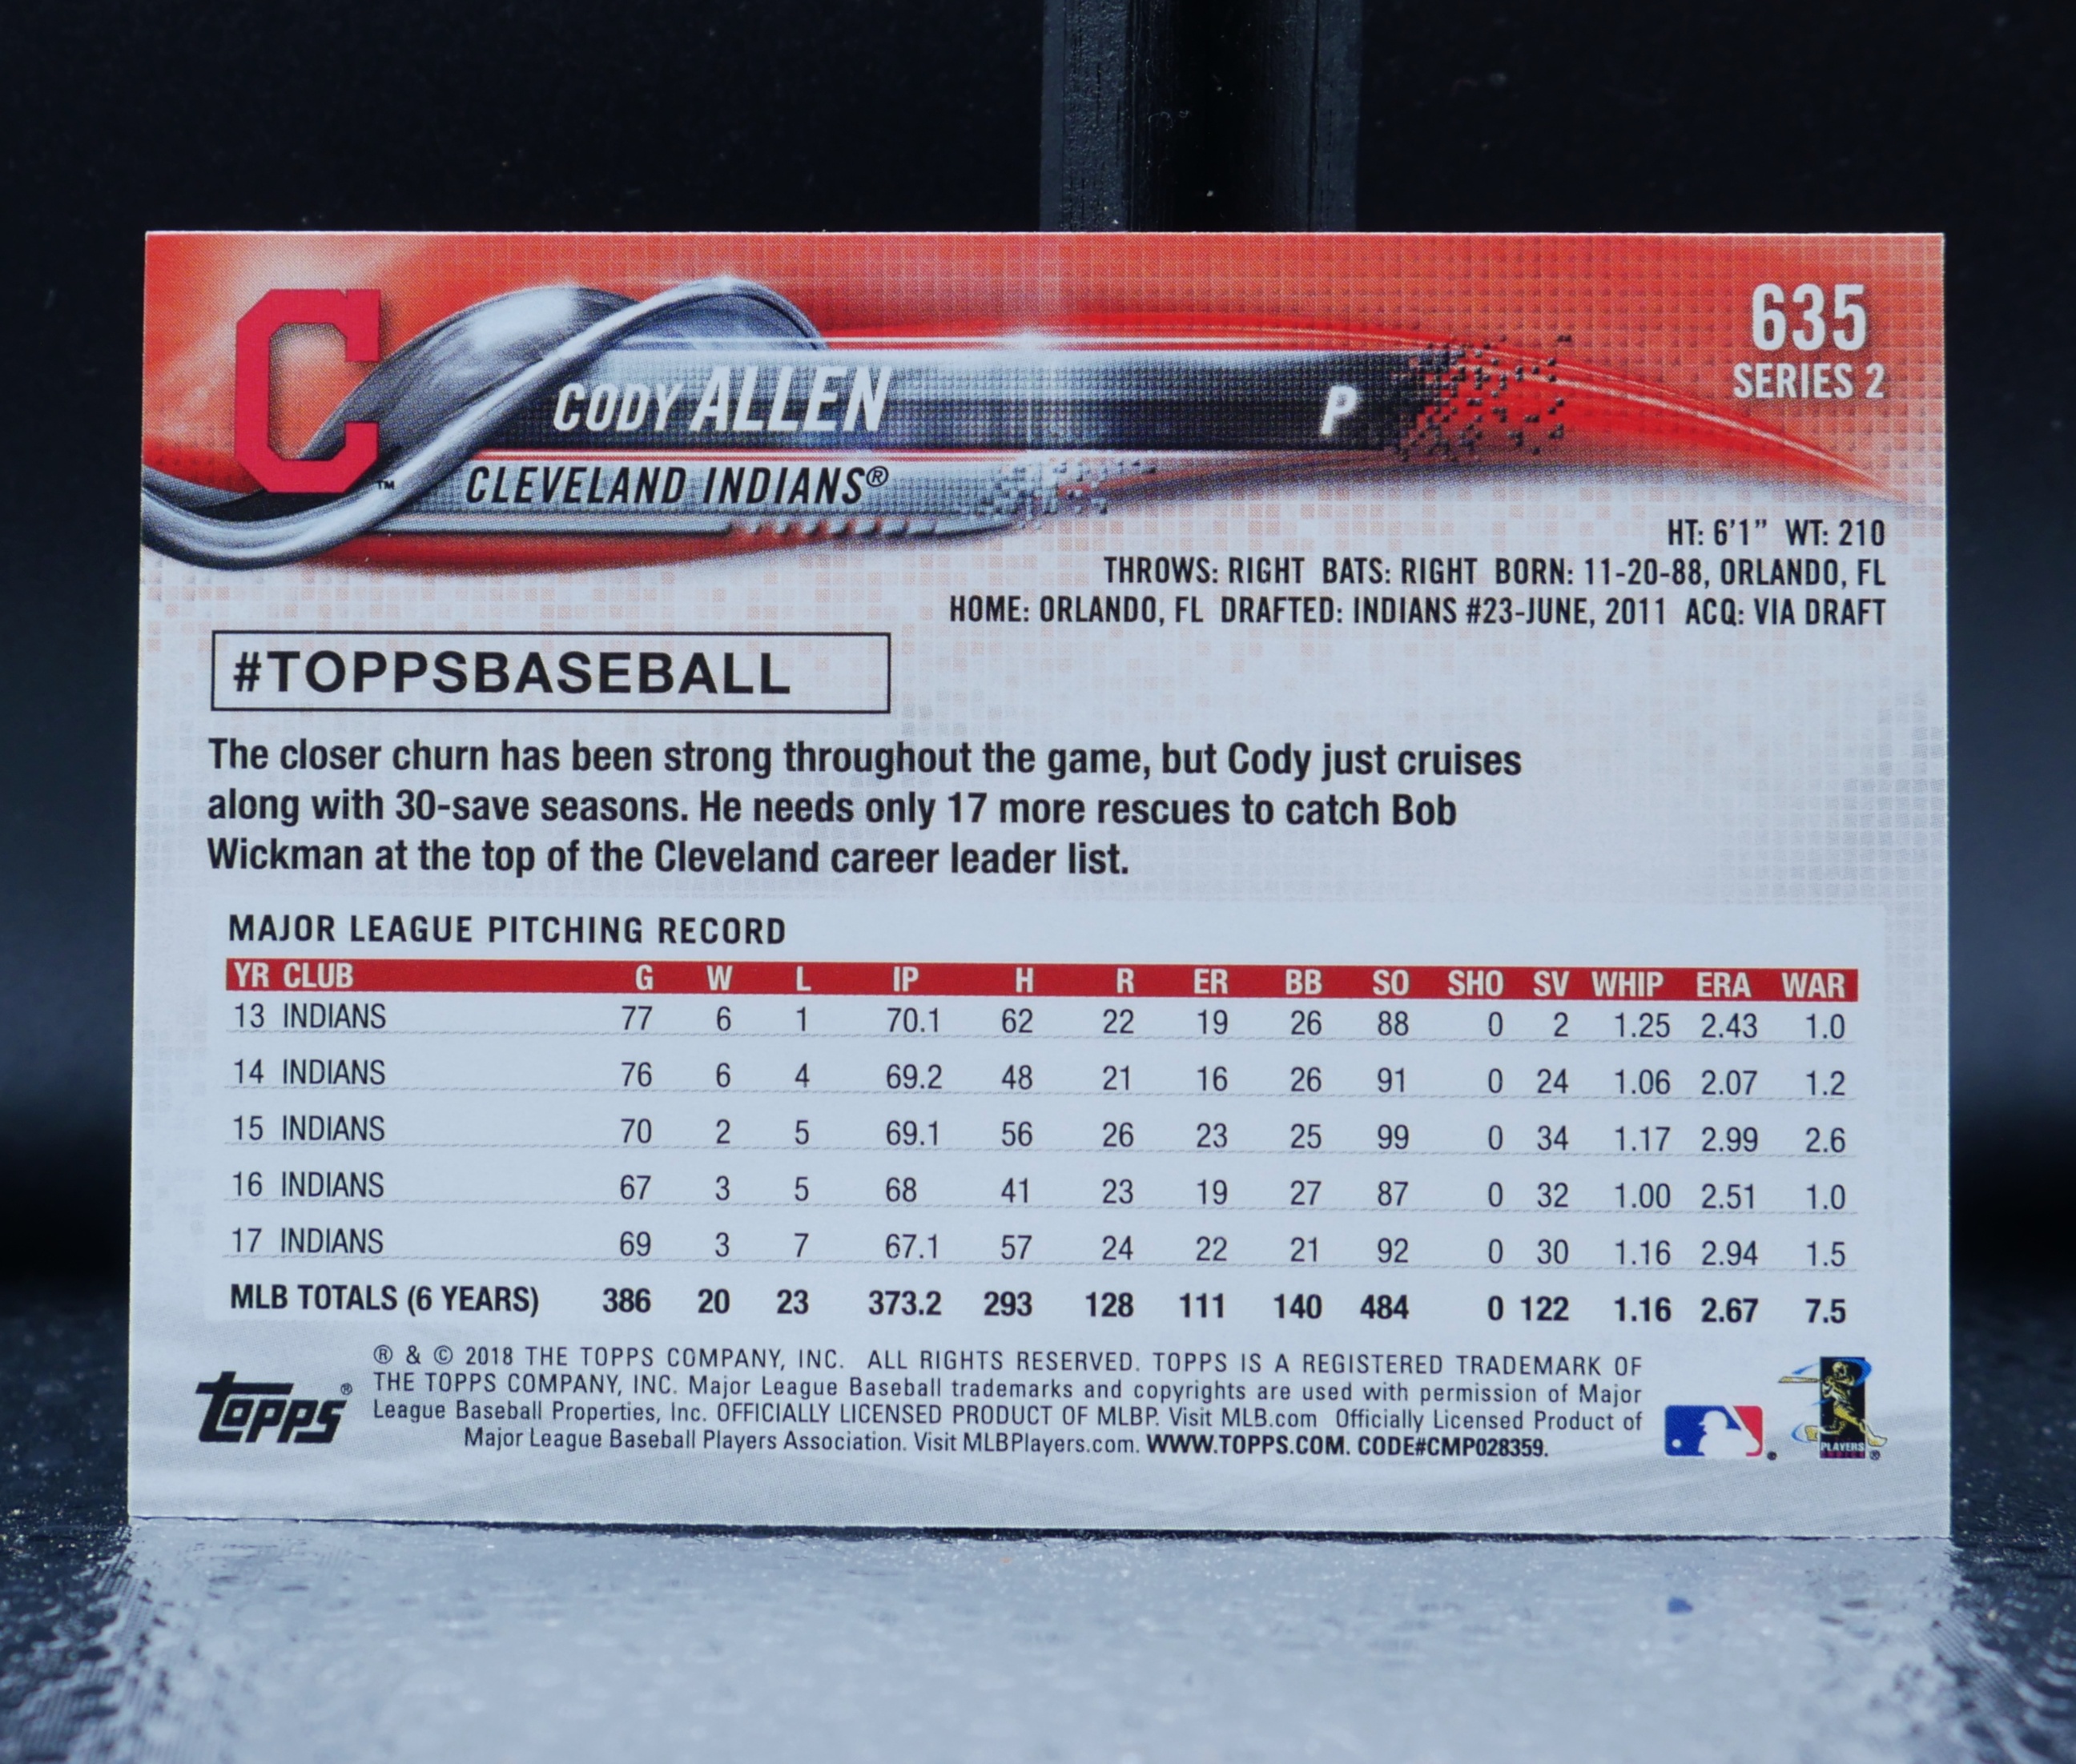 C
™
CODY ALLEN P
CLEVELAND INDIANS®
635
SERIES 2
HT: 6'1” WT: 210
THROWS: RIGHT BATS: RIGHT BORN: 11-20-88, ORLANDO, FL
HOME: ORLANDO, FL DRAFTED: INDIANS #23-JUNE, 2011 ACQ: VIA DRAFT
#TOPPSBASEBALL
The closer churn has been strong throughout the game, but Cody just cruises
along with 30-save seasons. He needs only 17 more rescues to catch Bob
Wickman at the top of the Cleveland career leader list.
MAJOR LEAGUE PITCHING RECORD
YR CLUB G W L IP H R ER BB SO SHO SV WHIP ERA WAR
13 INDIANS 77 6 1 70.1 62 22 19 26 88 0 2 1.25 2.43 1.0
14 INDIANS 76 6 4 69.2 48 21 16 26 91 0 24 1.06 2.07 1.2
15 INDIANS 70 2 5 69.1 56 26 23 25 99 0 34 1.17 2.99 2.6
16 INDIANS 67 3 5 68 41 23 19 27 87 0 32 1.00 2.51 1.0
17 INDIANS 69 3 7 67.1 57 24 22 21 92 0 30 1.16 2.94 1.5
MLB TOTALS (6 YEARS) 386 20 23 373.2 293 128 111 140 484 0 122 1.16 2.67 7.5
® & © 2018 THE TOPPS COMPANY, INC. ALL RIGHTS RESERVED. TOPPS IS A REGISTERED TRADEMARK OF
THE TOPPS COMPANY, INC. Major League Baseball trademarks and copyrights are used with permission of Major
League Baseball Properties, Inc. OFFICIALLY LICENSED PRODUCT OF MLBP. Visit MLB.com Officially Licensed Product of
Major League Baseball Players Association. Visit MLBPlayers.com. WWW.TOPPS.COM. CODE#CMP028359.
topps®
PLAYERS
CHOICE ®